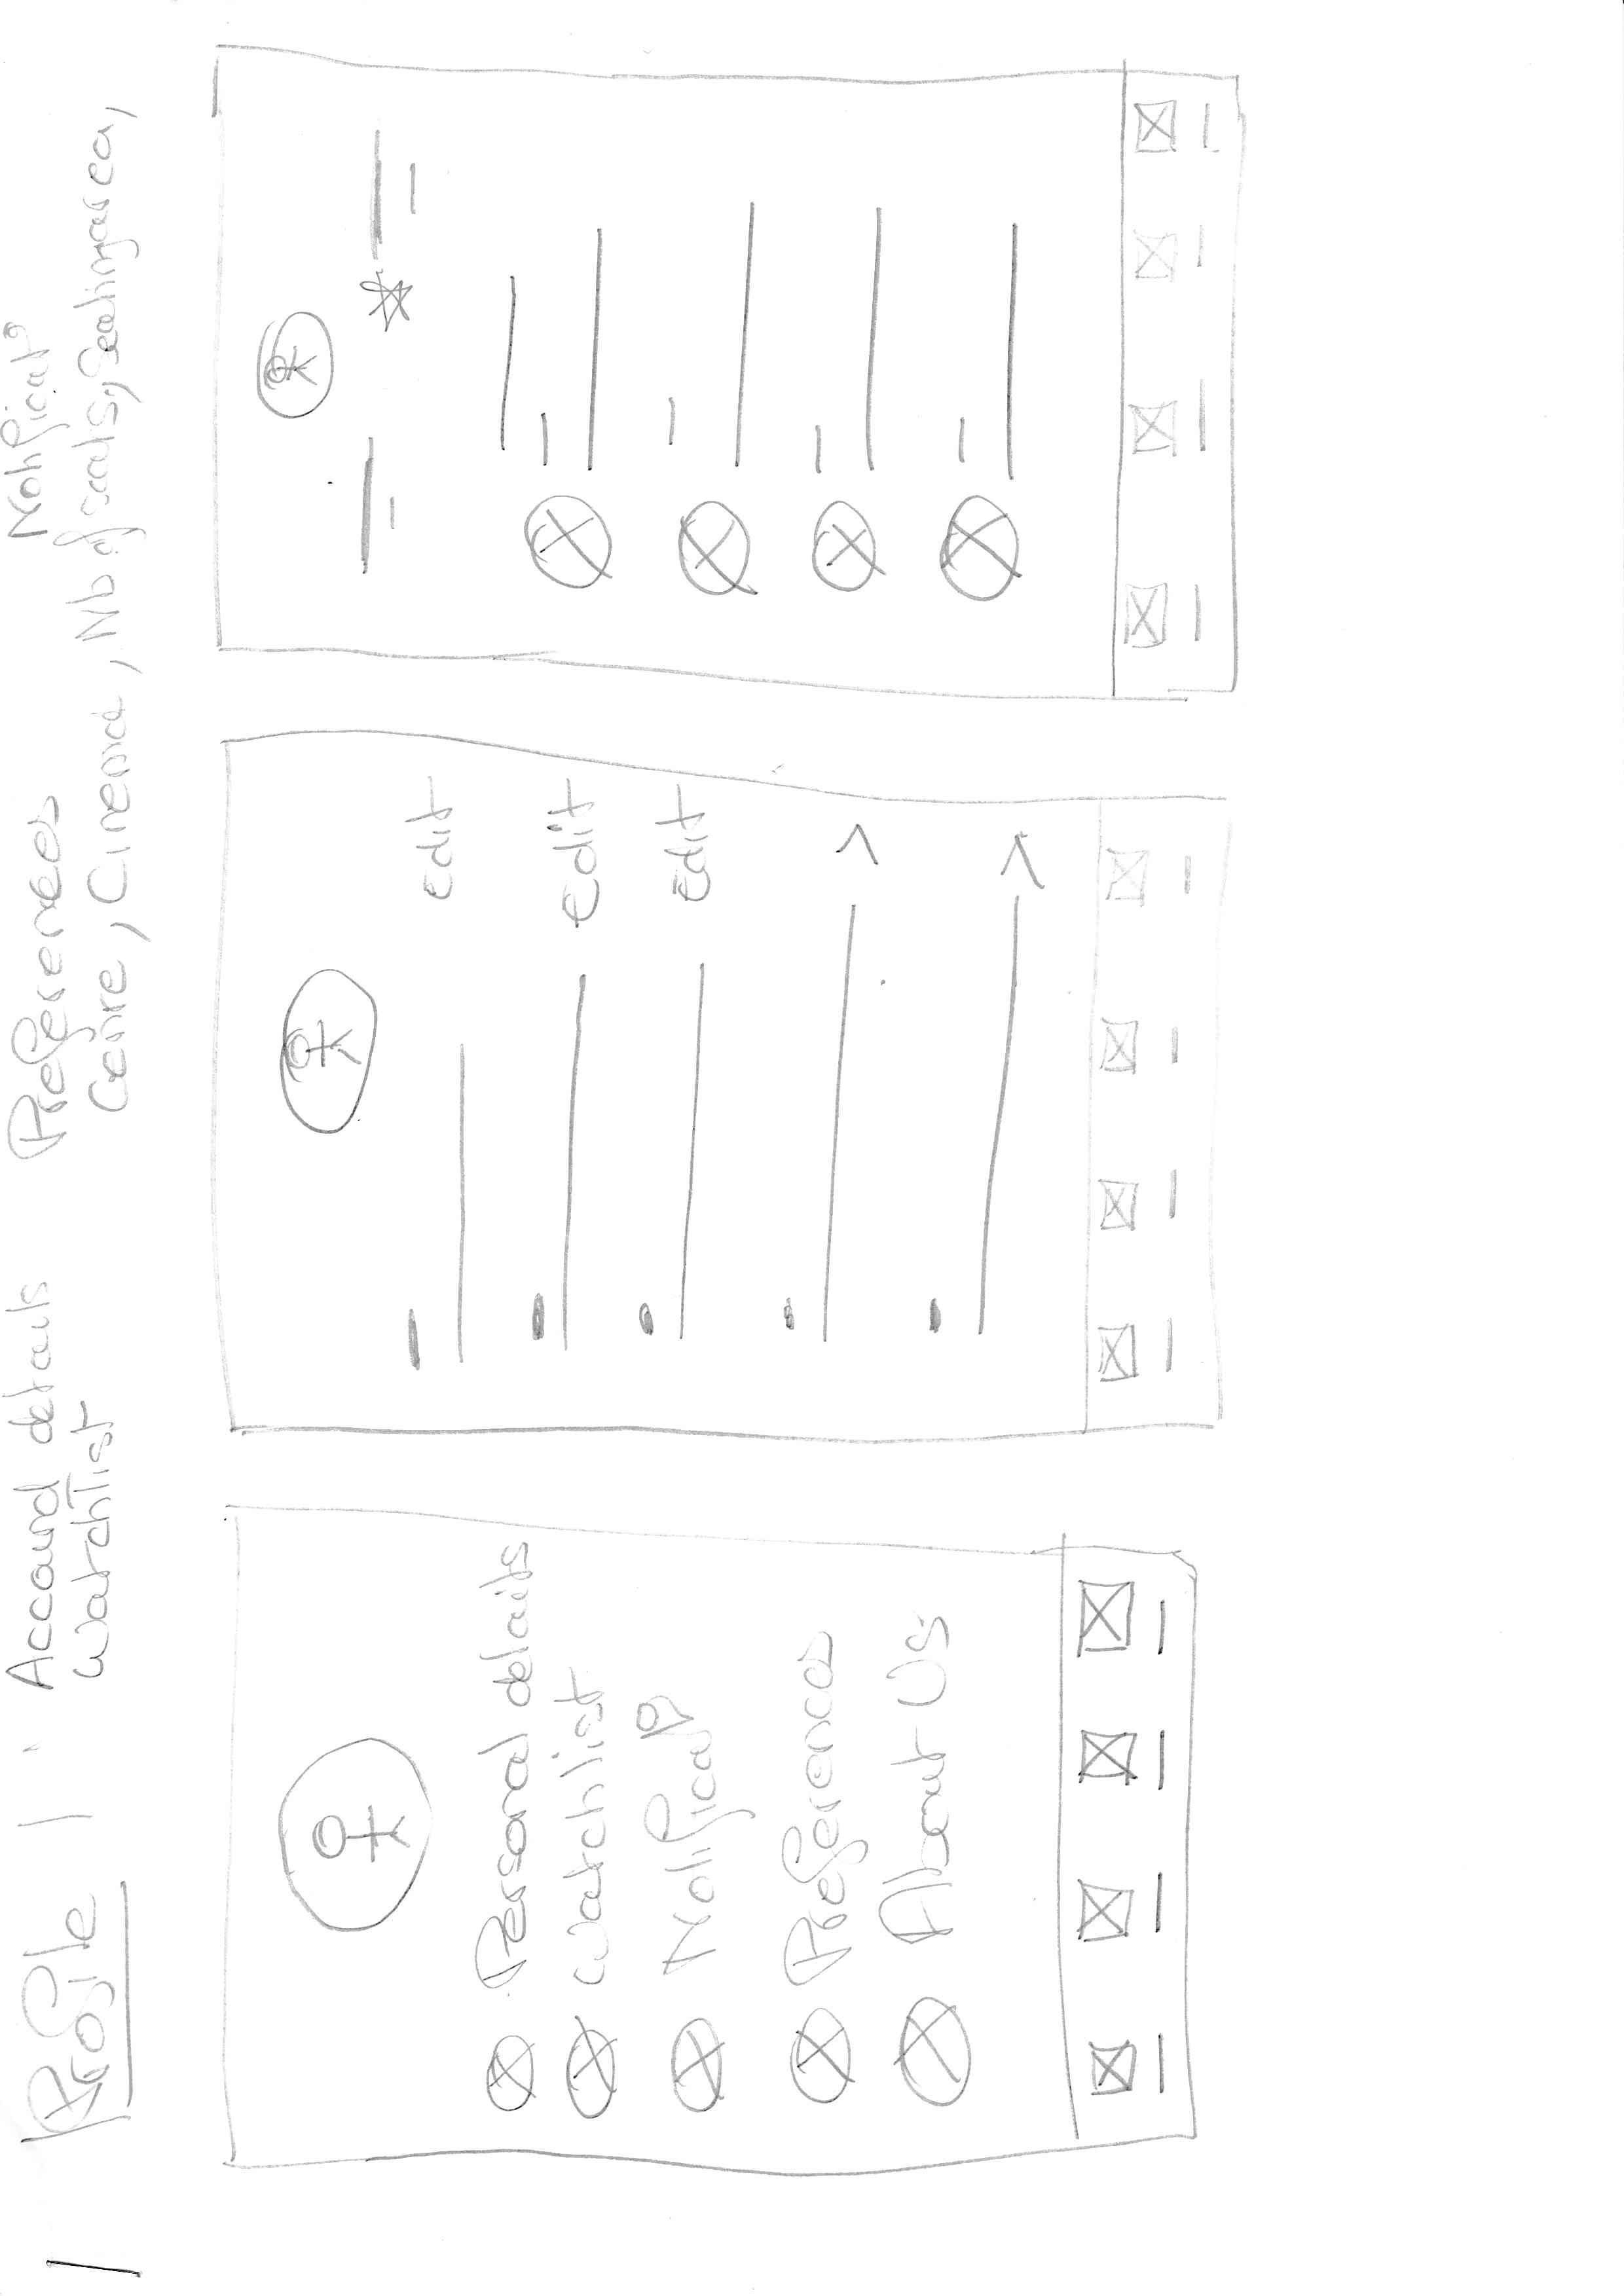 Profile
Account details
Preferences
Notificat°
Watchlist
Genre, Cinema, Nb of seats, Seating area,
Personal details
Watchlist
Notificat°
Preferences
About Us
Edit
Edit
Edit